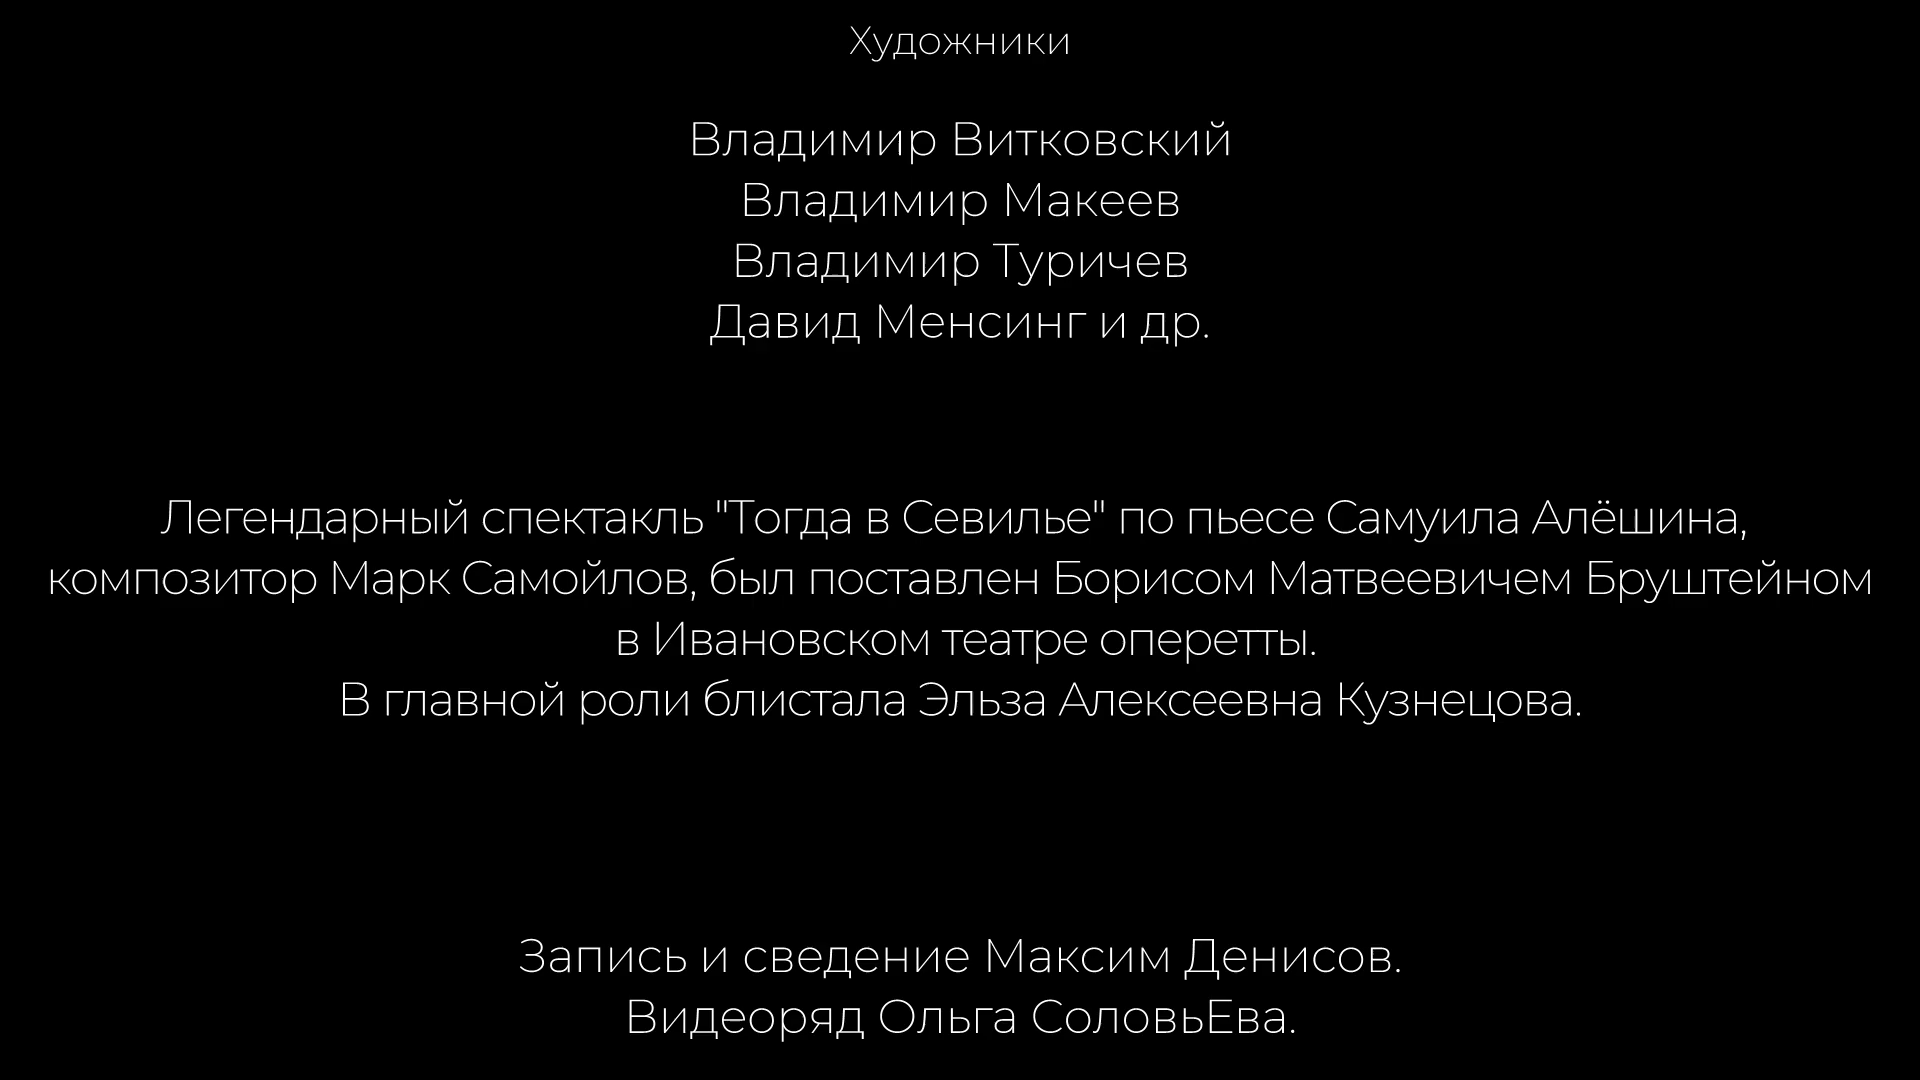 Художники
Владимир Витковский
Владимир Макеев
Владимир Туричев
Давид Менсинг и др.
Легендарный спектакль "Тогда в Севилье" по пьесе Самуила Алёшина,
композитор Марк Самойлов, был поставлен Борисом Матвеевичем Бруштейном
в Ивановском театре оперетты.
В главной роли блистала Эльза Алексеевна Кузнецова.
Запись и сведение Максим Денисов.
Видеоряд Ольга СоловьЕва.